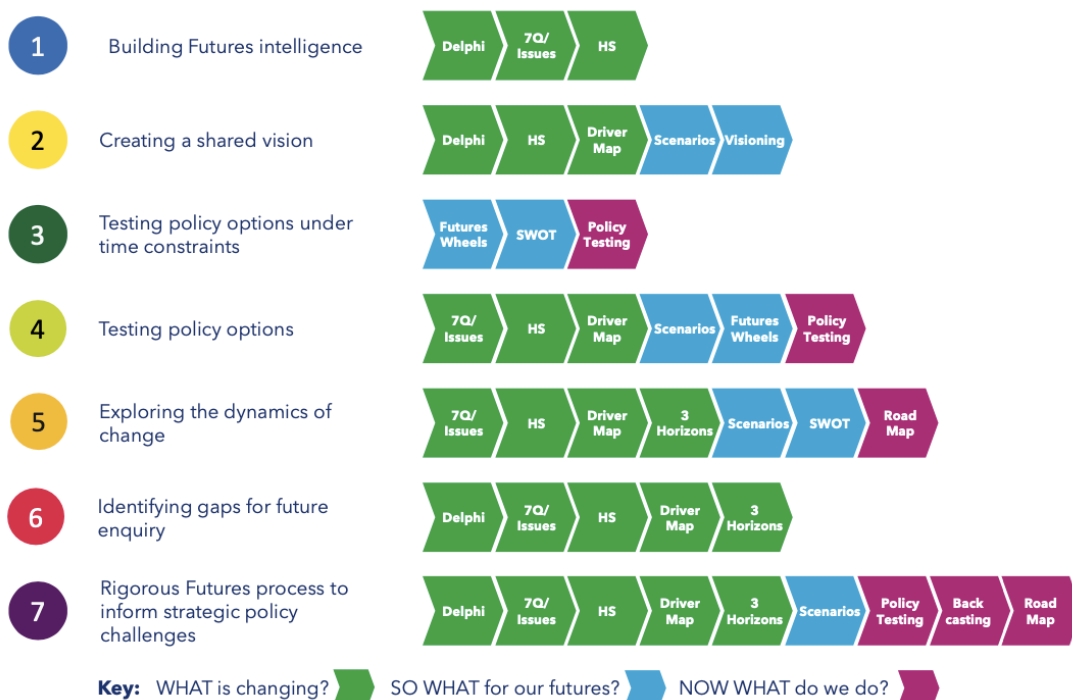 1
Building Futures intelligence
Delphi
7Q/
Issues
HS
2
Creating a shared vision
Delphi
HS
Driver
Map
Scenarios
Visioning
3
Testing policy options under
time constraints
Futures
Wheels
SWOT
Policy
Testing
4
Testing policy options
7Q/
Issues
HS
Driver
Map
Scenarios
Futures
Wheels
Policy
Testing
5
Exploring the dynamics of
change
7Q/
Issues
HS
Driver
Map
3
Horizons
Scenarios
SWOT
Road
Map
6
Identifying gaps for future
enquiry
Delphi
7Q/
Issues
HS
Driver
Map
3
Horizons
7
Rigorous Futures process to
inform strategic policy
challenges
Delphi
7Q/
Issues
HS
Driver
Map
3
Horizons
Scenarios
Policy
Testing
Back
casting
Road
Map
Key: WHAT is changing? SO WHAT for our futures? NOW WHAT do we do?